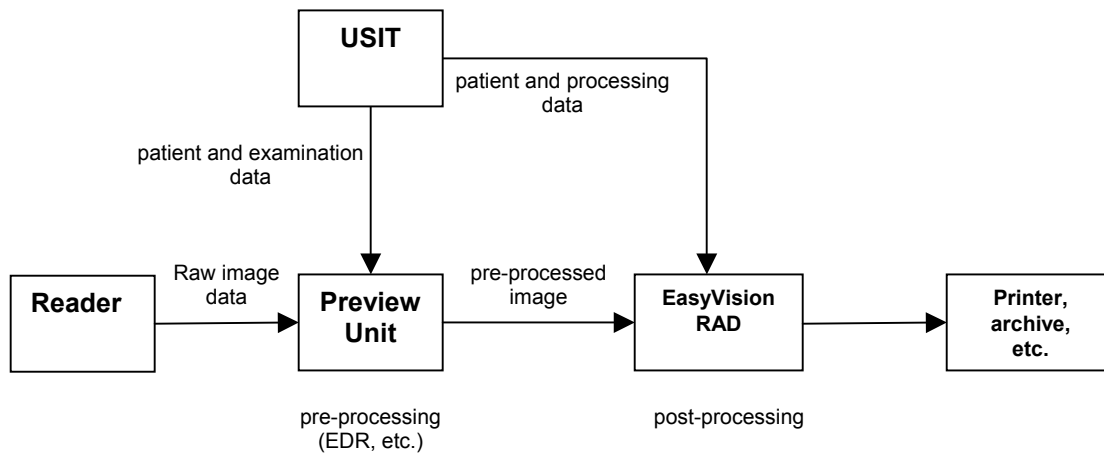 USIT
patient and processing
data
patient and examination
data
Raw image
data
pre-processed
image
Reader
Preview
Unit
EasyVision
RAD
Printer,
archive,
etc.
pre-processing
(EDR, etc.)
post-processing